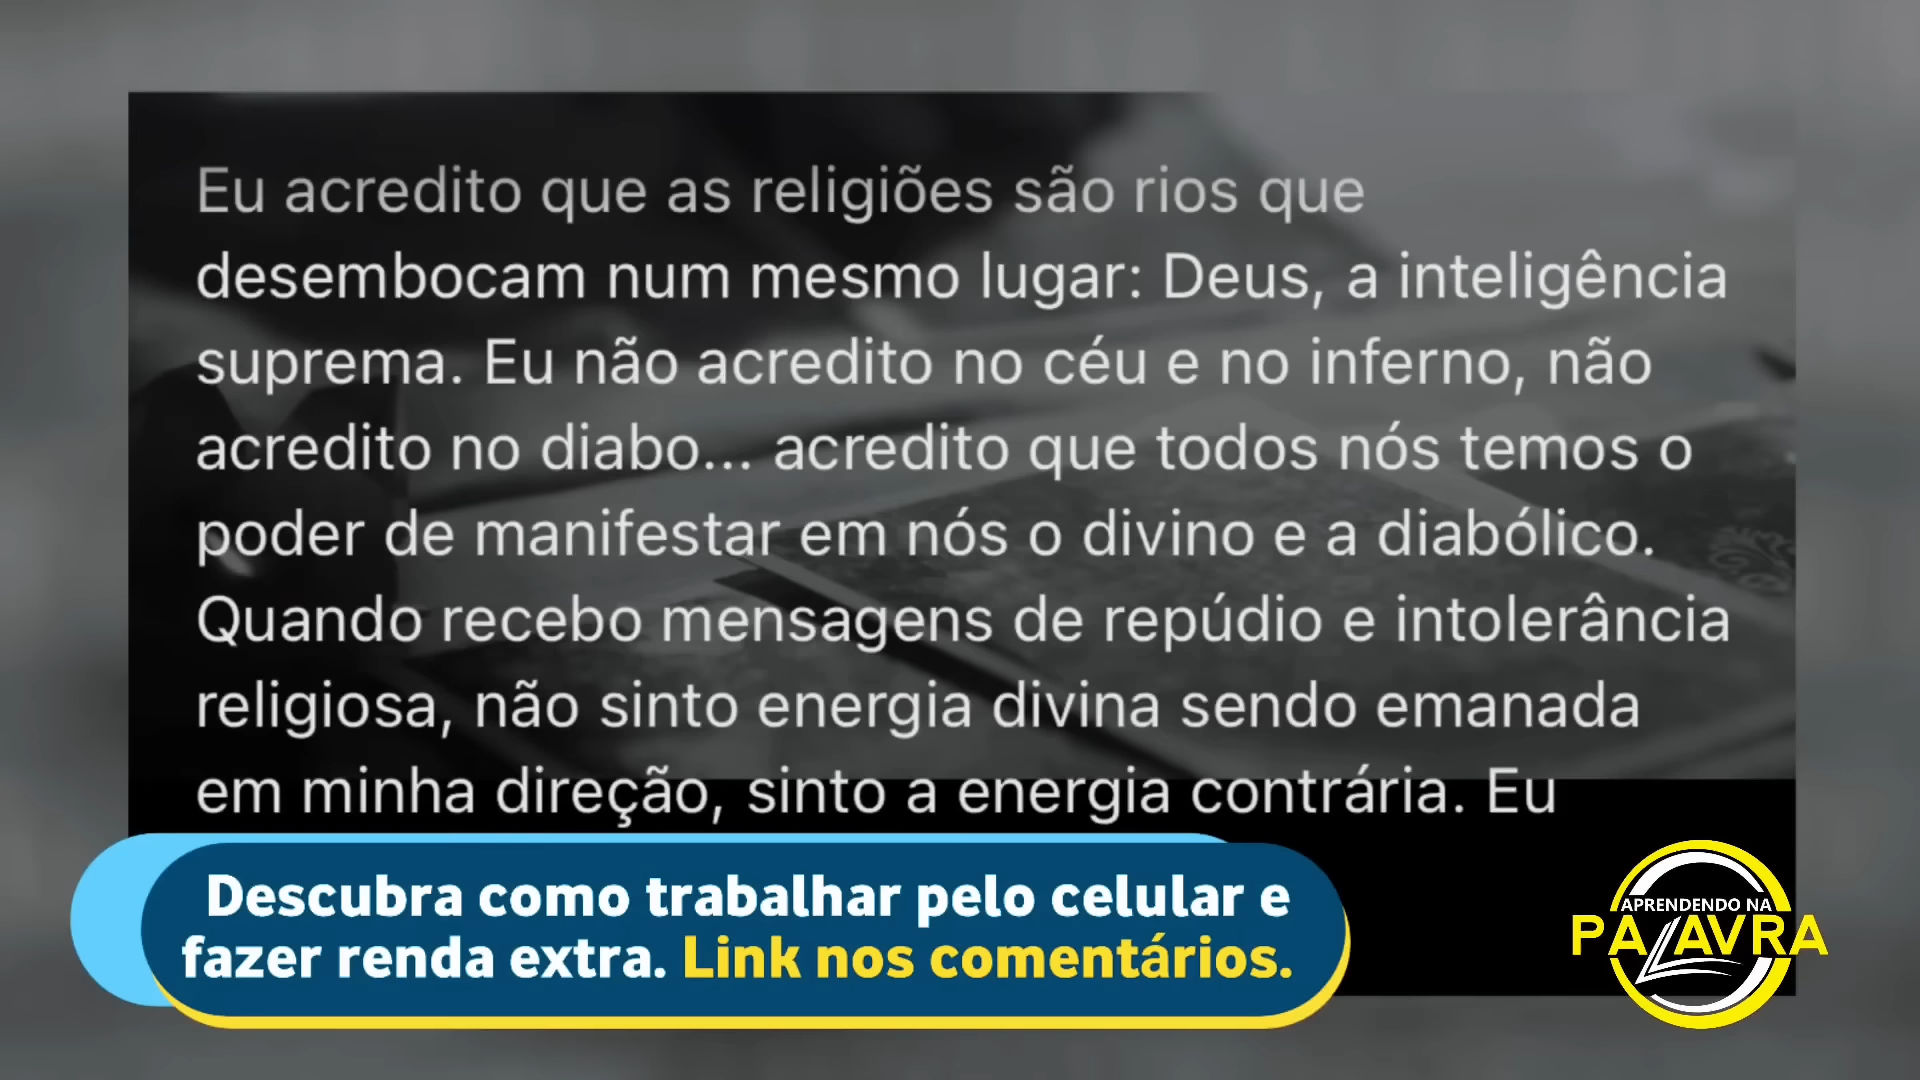 Eu acredito que as religiões são rios que
desembocam num mesmo lugar: Deus, a inteligência
suprema. Eu não acredito no céu e no inferno, não
acredito no diabo... acredito que todos nós temos o
poder de manifestar em nós o divino e a diabólico.
Quando recebo mensagens de repúdio e intolerância
religiosa, não sinto energia divina sendo emanada
em minha direção, sinto a energia contrária. Eu
Descubra como trabalhar pelo celular e
fazer renda extra. Link nos comentários.
APRENDENDO NA
PALAVRA